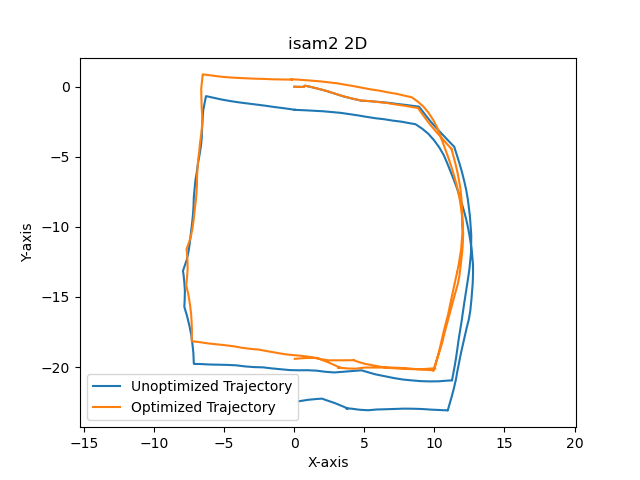 isam2 2D
0
−5
−10
−15
−20
Y-axis
Unoptimized Trajectory
Optimized Trajectory
−15 −10 −5 0 5 10 15 20
X-axis